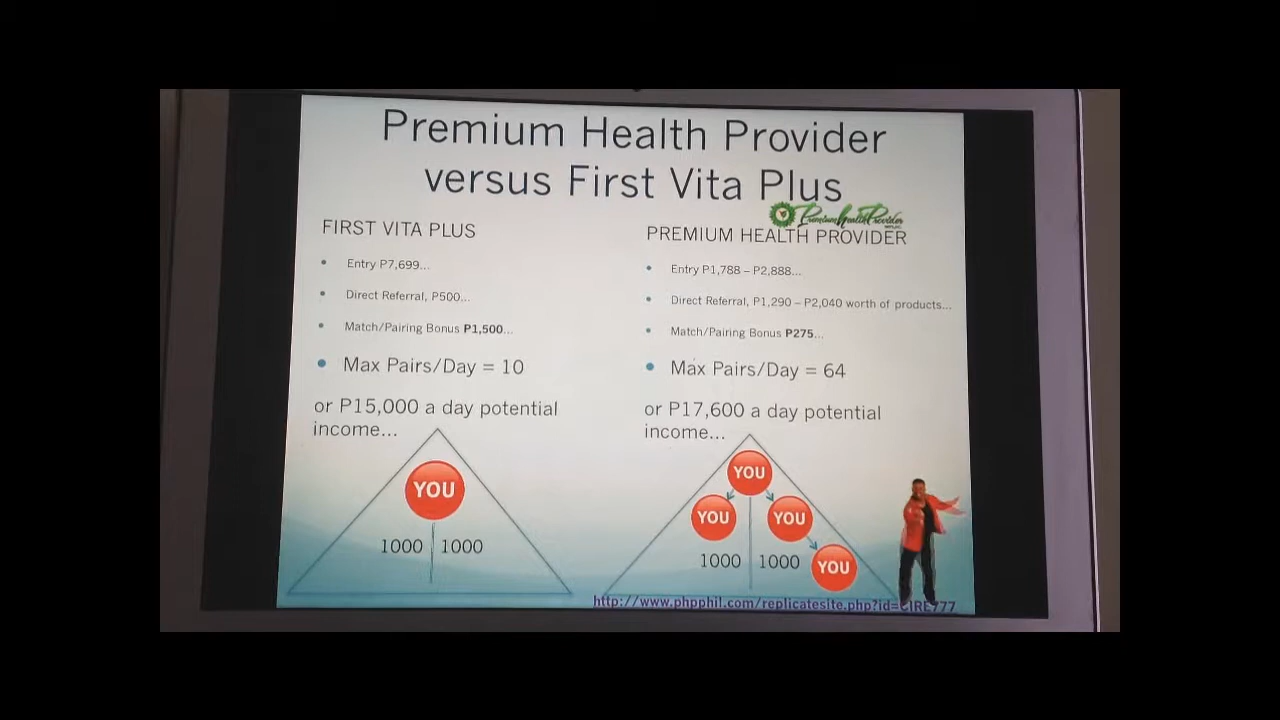 Premium Health Provider
versus First Vita Plus
Premium Health Provider
FIRST VITA PLUS
• Entry P7,699...
• Direct Referral, P500...
• Match/Pairing Bonus P1,500...
• Max Pairs/Day = 10
or P15,000 a day potential
income...
YOU
1000 1000
PREMIUM HEALTH PROVIDER
• Entry P1,788 – P2,888...
• Direct Referral, P1,290 – P2,040 worth of products...
• Match/Pairing Bonus P275...
• Max Pairs/Day = 64
or P17,600 a day potential
income...
YOU
YOU YOU
1000 1000
YOU
http://www.phpphil.com/replicatesite.php?id=CIRE777